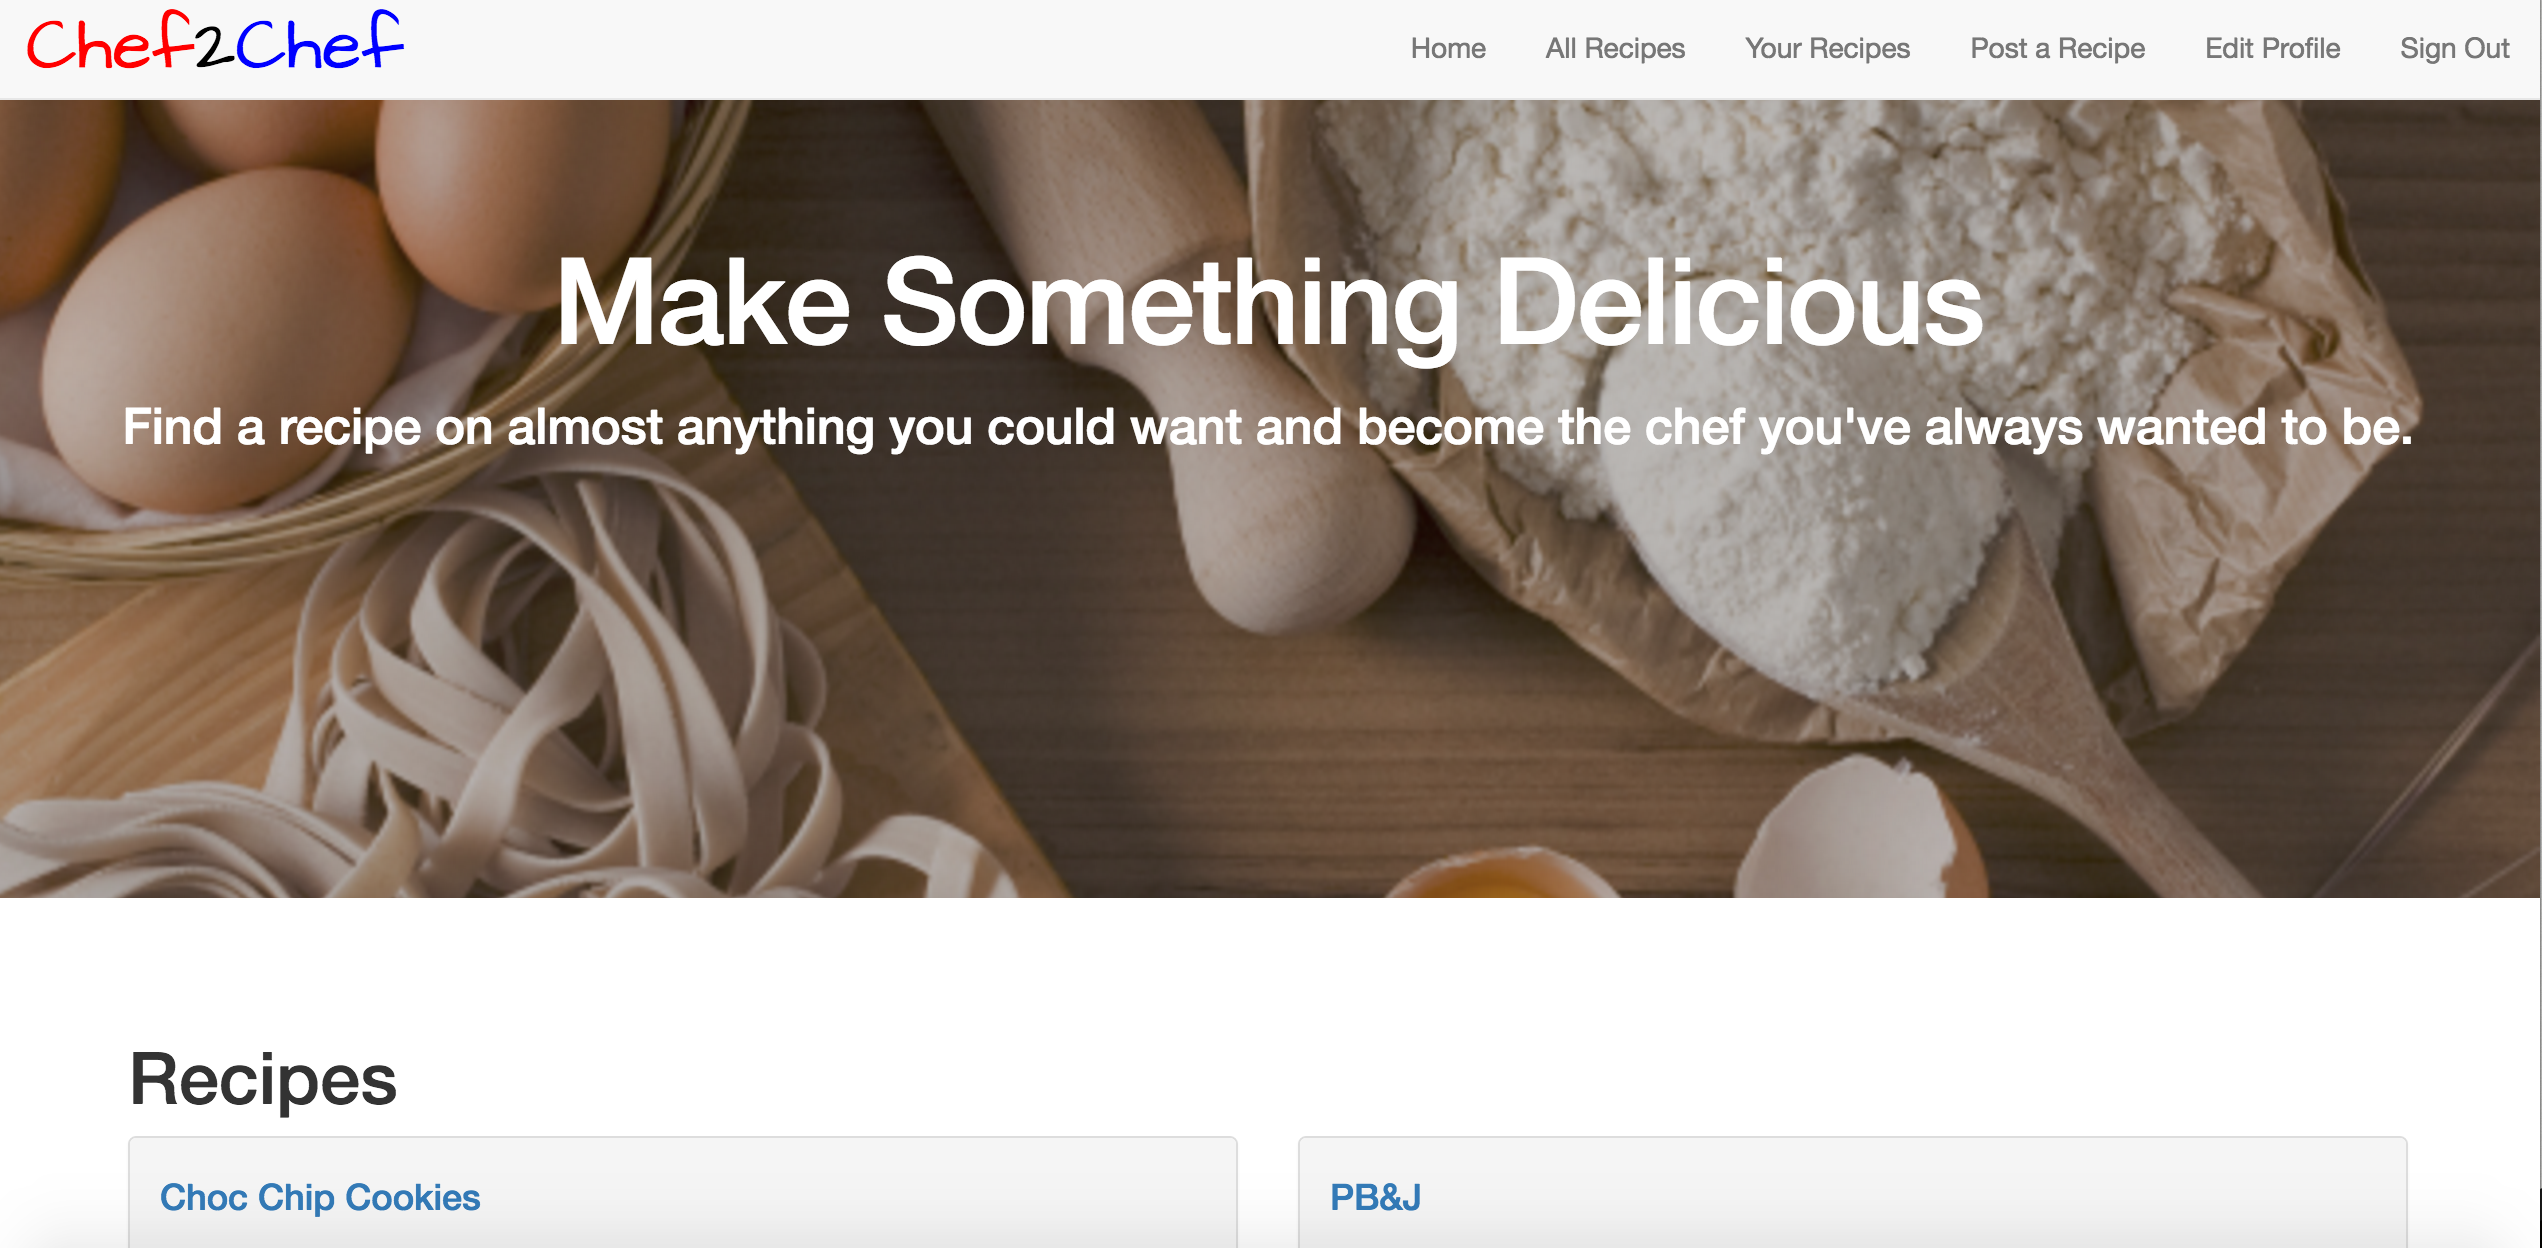 Chef2Chef
Home All Recipes Your Recipes Post a Recipe Edit Profile Sign Out
Make Something Delicious
Find a recipe on almost anything you could want and become the chef you've always wanted to be.
Recipes
Choc Chip Cookies
PB&J